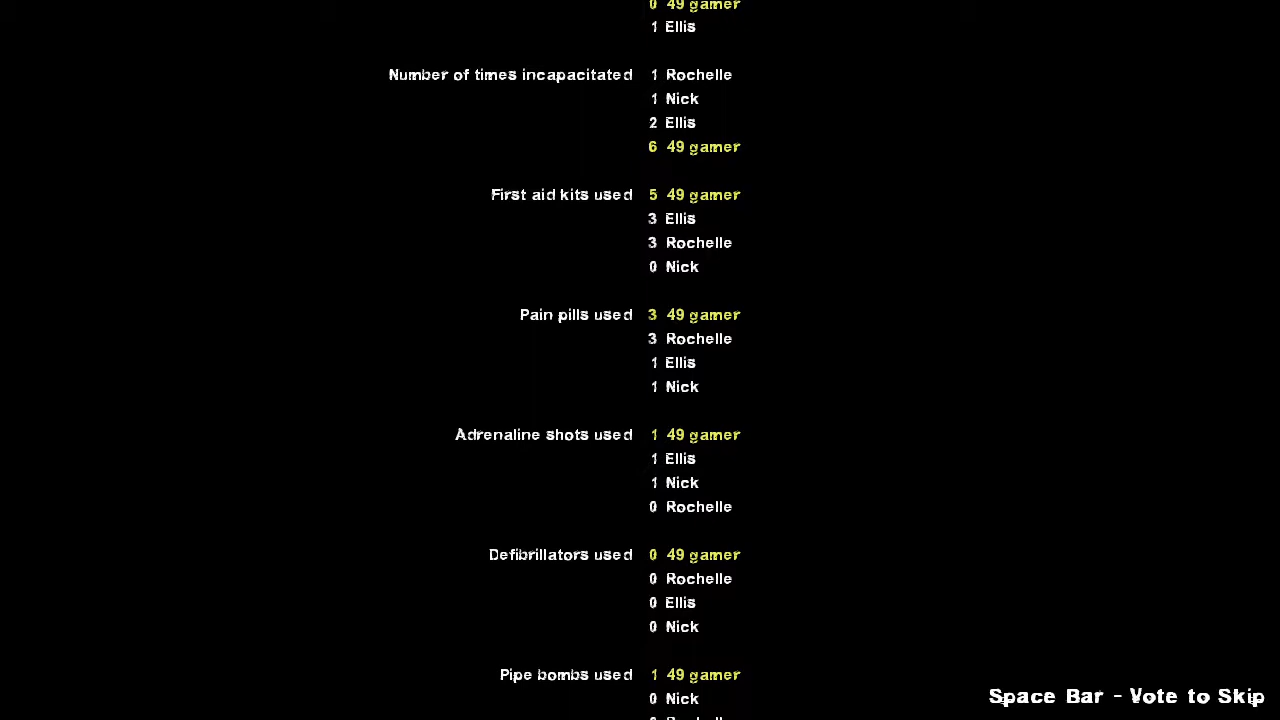 0 49 gamer
1 Ellis
Number of times incapacitated 1 Rochelle
1 Nick
2 Ellis
6 49 gamer
First aid kits used 5 49 gamer
3 Ellis
3 Rochelle
0 Nick
Pain pills used 3 49 gamer
3 Rochelle
1 Ellis
1 Nick
Adrenaline shots used 1 49 gamer
1 Ellis
1 Nick
0 Rochelle
Defibrillators used 0 49 gamer
0 Rochelle
0 Ellis
0 Nick
Pipe bombs used 1 49 gamer
0 Nick
Space Bar - Vote to Skip